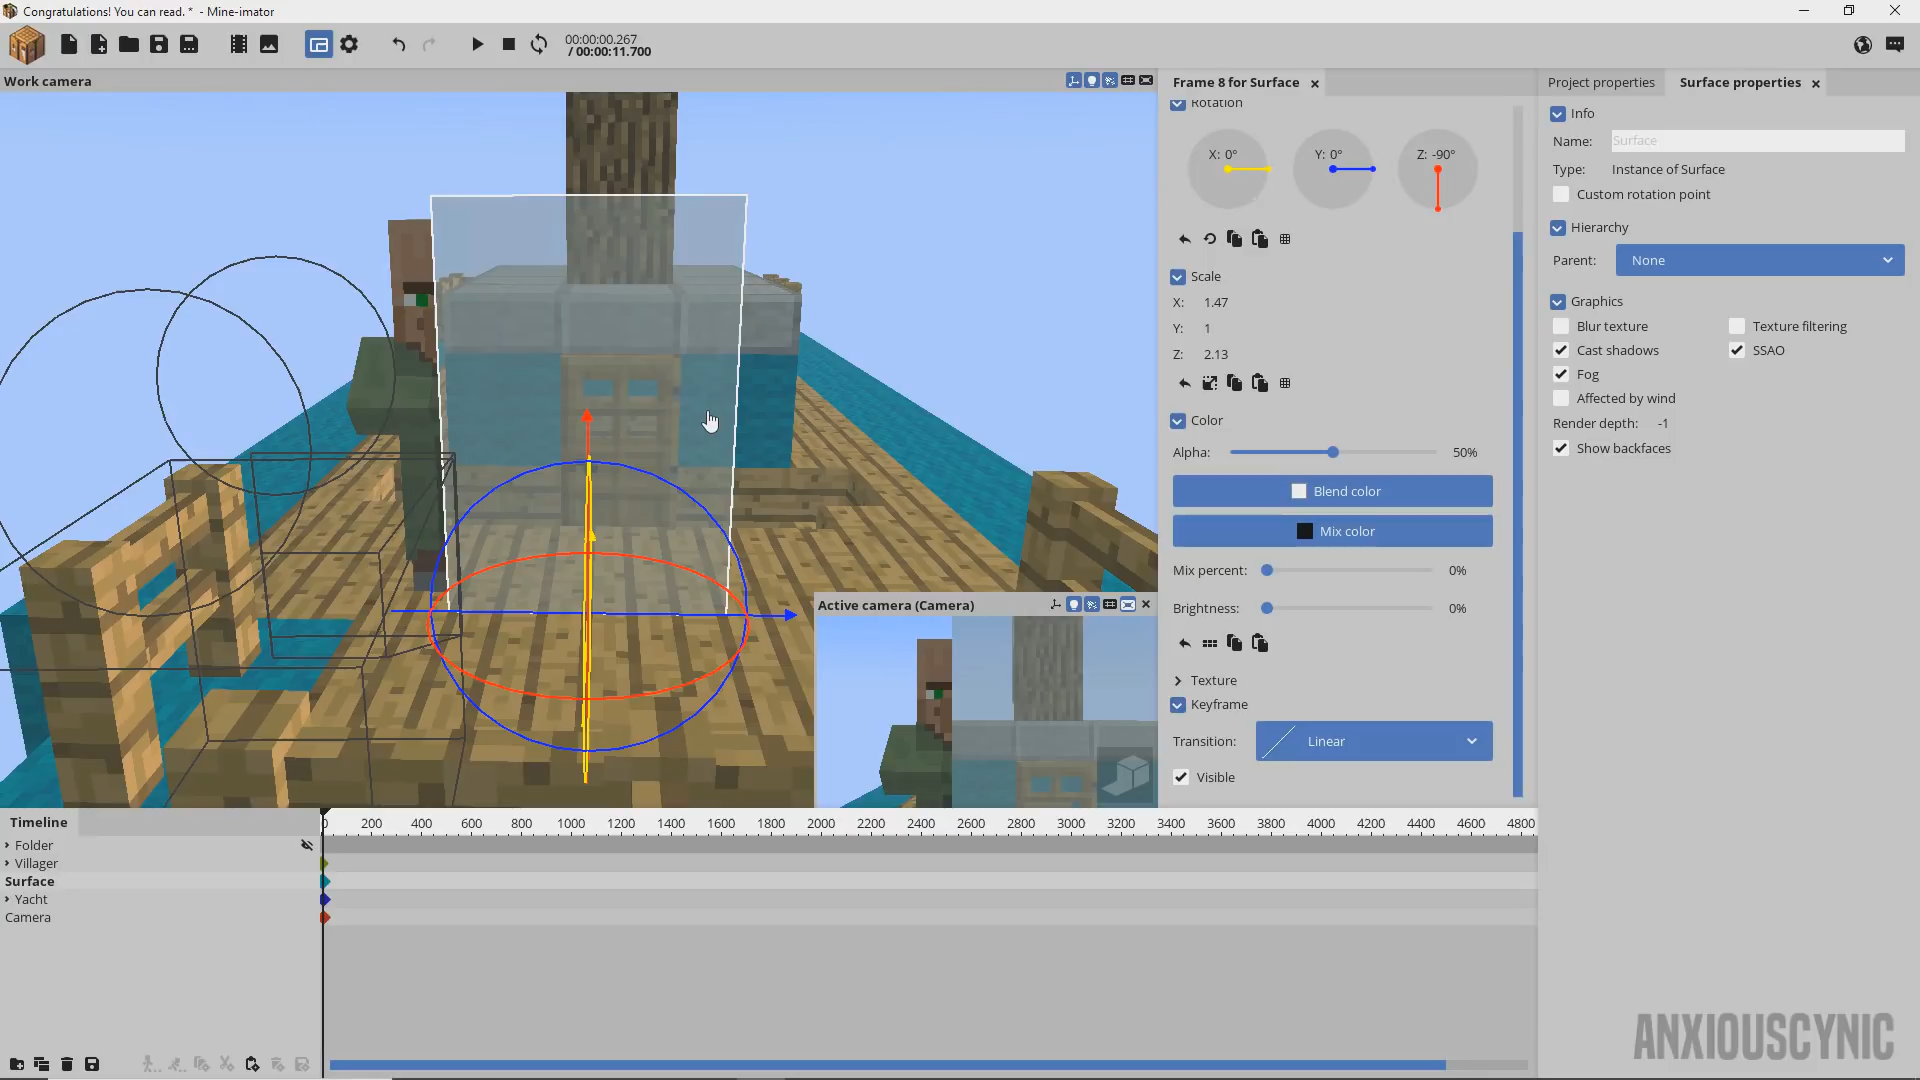 Congratulations! You can read. * - Mine-imator
00:00:00.267
/ 00:00:11.700
Work camera
Frame 8 for Surface
Rotation
X: 0°
Y: 0°
Z: -90°
Scale
X: 1.47
Y: 1
Z: 2.13
Color
Alpha:
50%
Blend color
Mix color
Mix percent:
0%
Brightness:
0%
Texture
Keyframe
Transition:
Linear
Visible
Project properties
Surface properties
Info
Name:
Surface
Type:
Instance of Surface
Custom rotation point
Hierarchy
Parent:
None
Graphics
Blur texture
Texture filtering
Cast shadows
SSAO
Fog
Affected by wind
Render depth:
-1
Show backfaces
Active camera (Camera)
Timeline
0 200 400 600 800 1000 1200 1400 1600 1800 2000 2200 2400 2600 2800 3000 3200 3400 3600 3800 4000 4200 4400 4600 4800
Folder
Villager
Surface
Yacht
Camera
ANXIOUSCYNIC